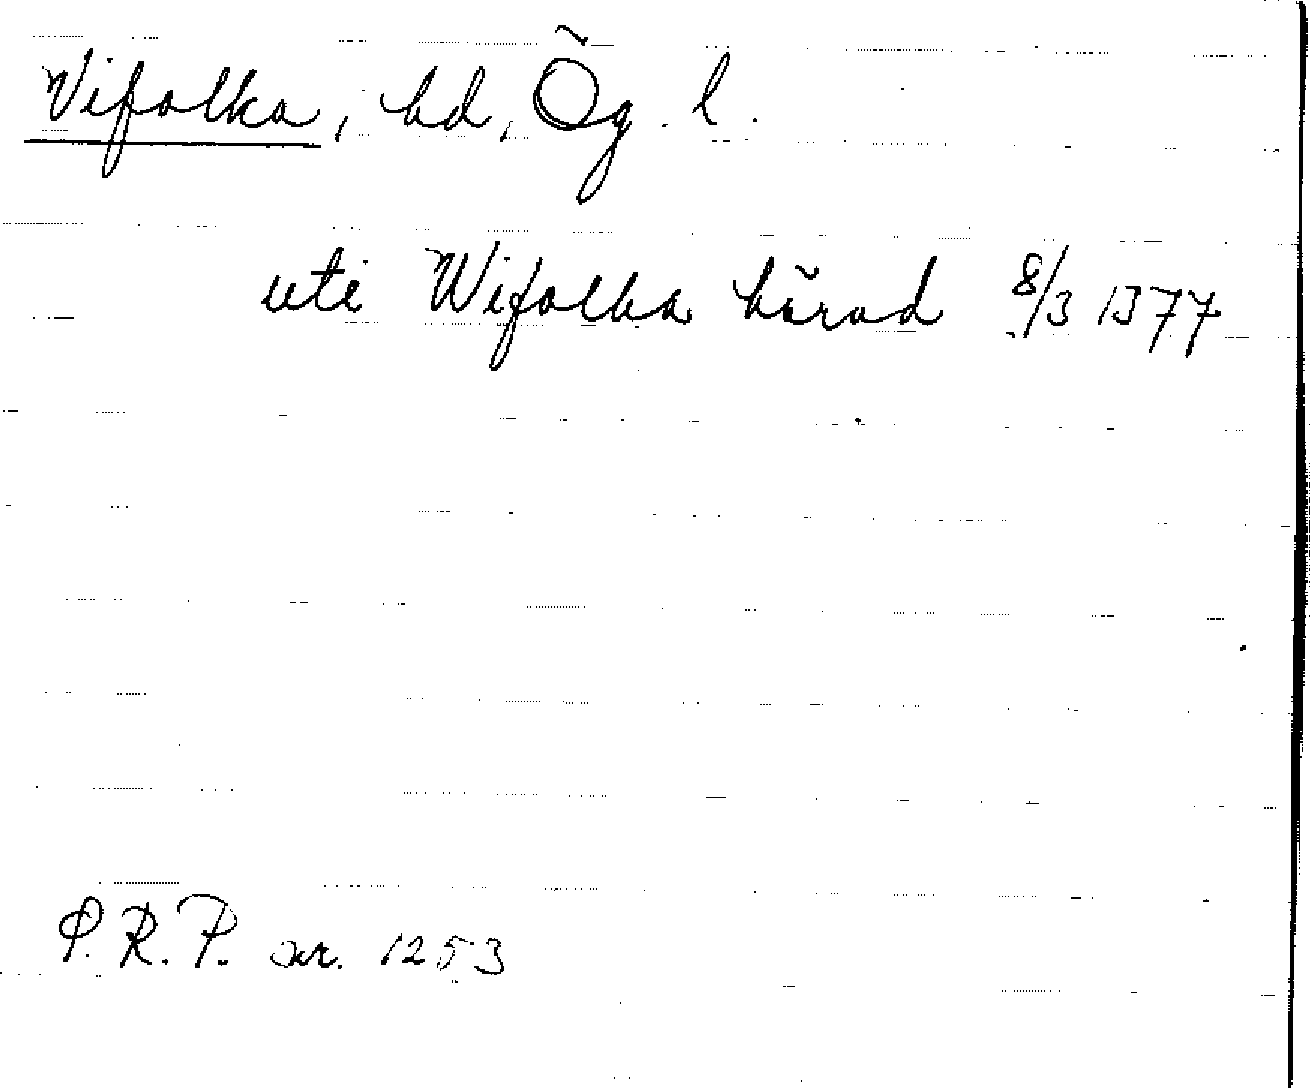 Vifolka, hd, Ög. l.
uti Wifolka härad 8/3 1377
S.R.P. nr. 1253